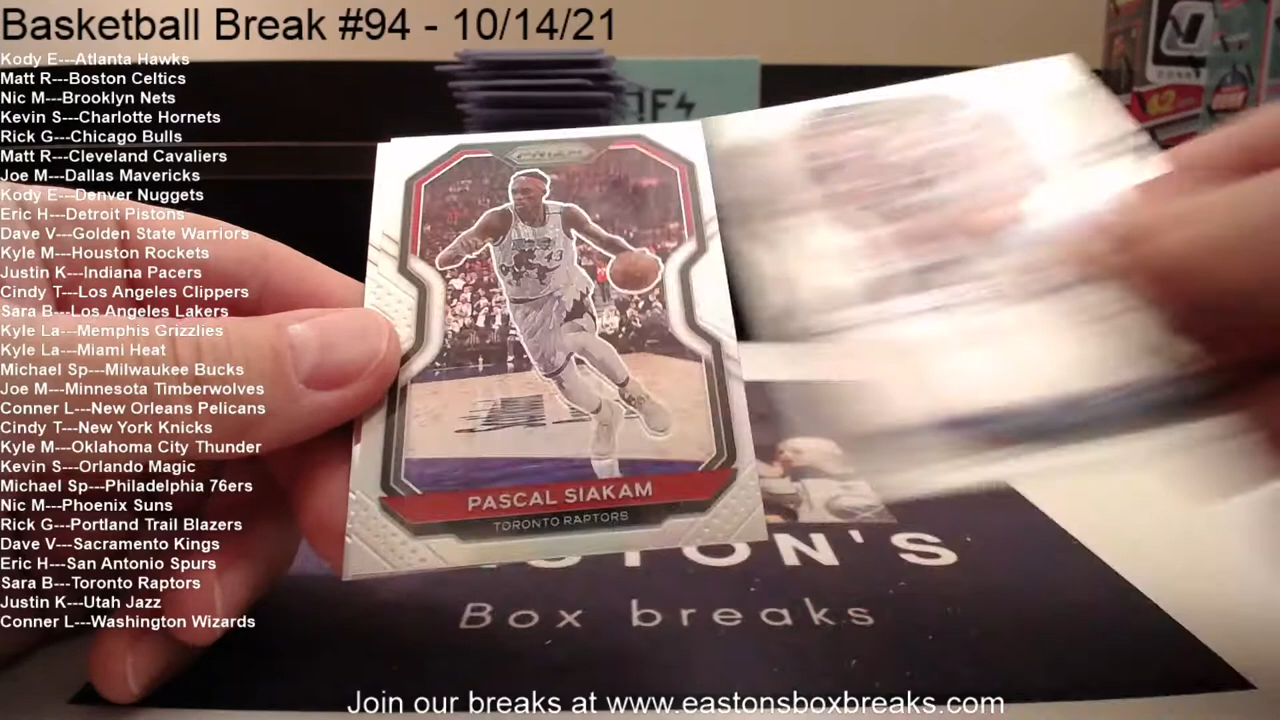 Basketball Break #94 - 10/14/21
Kody E---Atlanta Hawks
Matt R---Boston Celtics
Nic M---Brooklyn Nets
Kevin S---Charlotte Hornets
Rick G---Chicago Bulls
Matt R---Cleveland Cavaliers
Joe M---Dallas Mavericks
Kody E---Denver Nuggets
Eric H---Detroit Pistons
Dave V---Golden State Warriors
Kyle M---Houston Rockets
Justin K---Indiana Pacers
Cindy T---Los Angeles Clippers
Sara B---Los Angeles Lakers
Kyle La---Memphis Grizzlies
Kyle La---Miami Heat
Michael Sp---Milwaukee Bucks
Joe M---Minnesota Timberwolves
Conner L---New Orleans Pelicans
Cindy T---New York Knicks
Kyle M---Oklahoma City Thunder
Kevin S---Orlando Magic
Michael Sp---Philadelphia 76ers
Nic M---Phoenix Suns
Rick G---Portland Trail Blazers
Dave V---Sacramento Kings
Eric H---San Antonio Spurs
Sara B---Toronto Raptors
Justin K---Utah Jazz
Conner L---Washington Wizards
PRIZM
43
PASCAL SIAKAM
TORONTO RAPTORS
TON'S
Box breaks
Join our breaks at www.eastonsboxbreaks.com